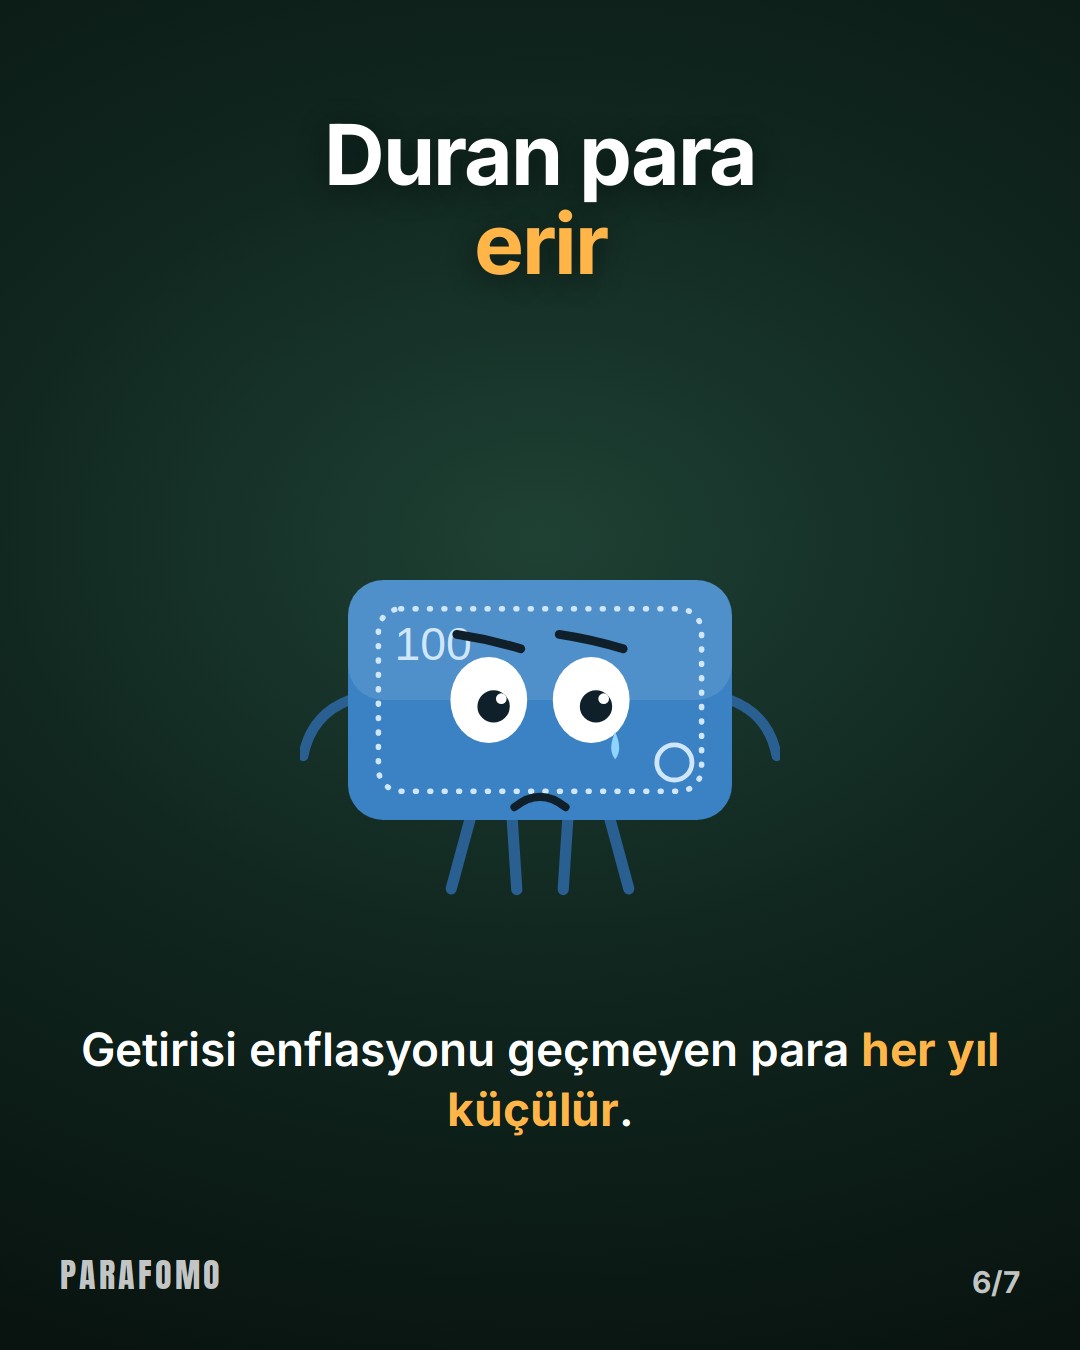 Duran para
erir
100
Getirisi enflasyonu geçmeyen para her yıl
küçülür.
PARAFOMO
6/7